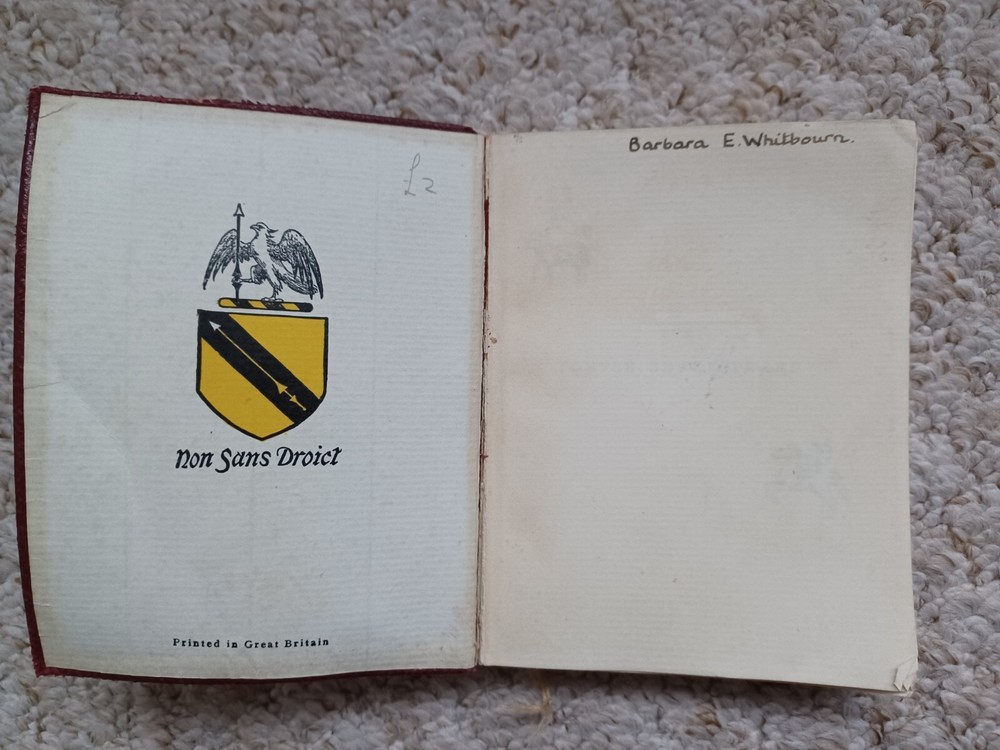 £2
Non Sans Droict
Printed in Great Britain
Barbara E. Whitbourn.